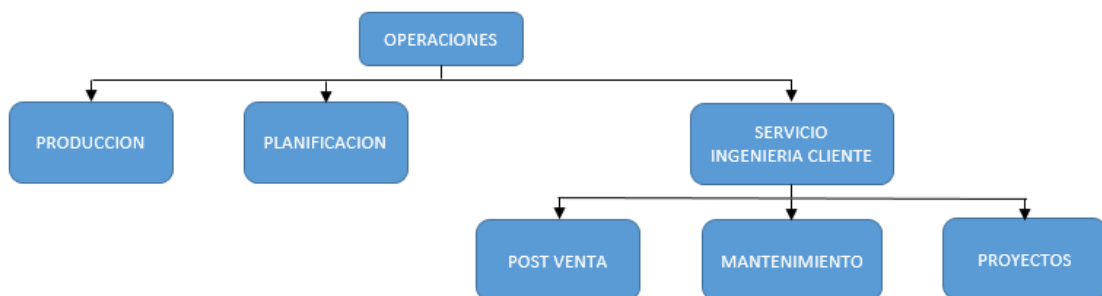 OPERACIONES
PRODUCCION
PLANIFICACION
SERVICIO
INGENIERIA CLIENTE
POST VENTA
MANTENIMIENTO
PROYECTOS